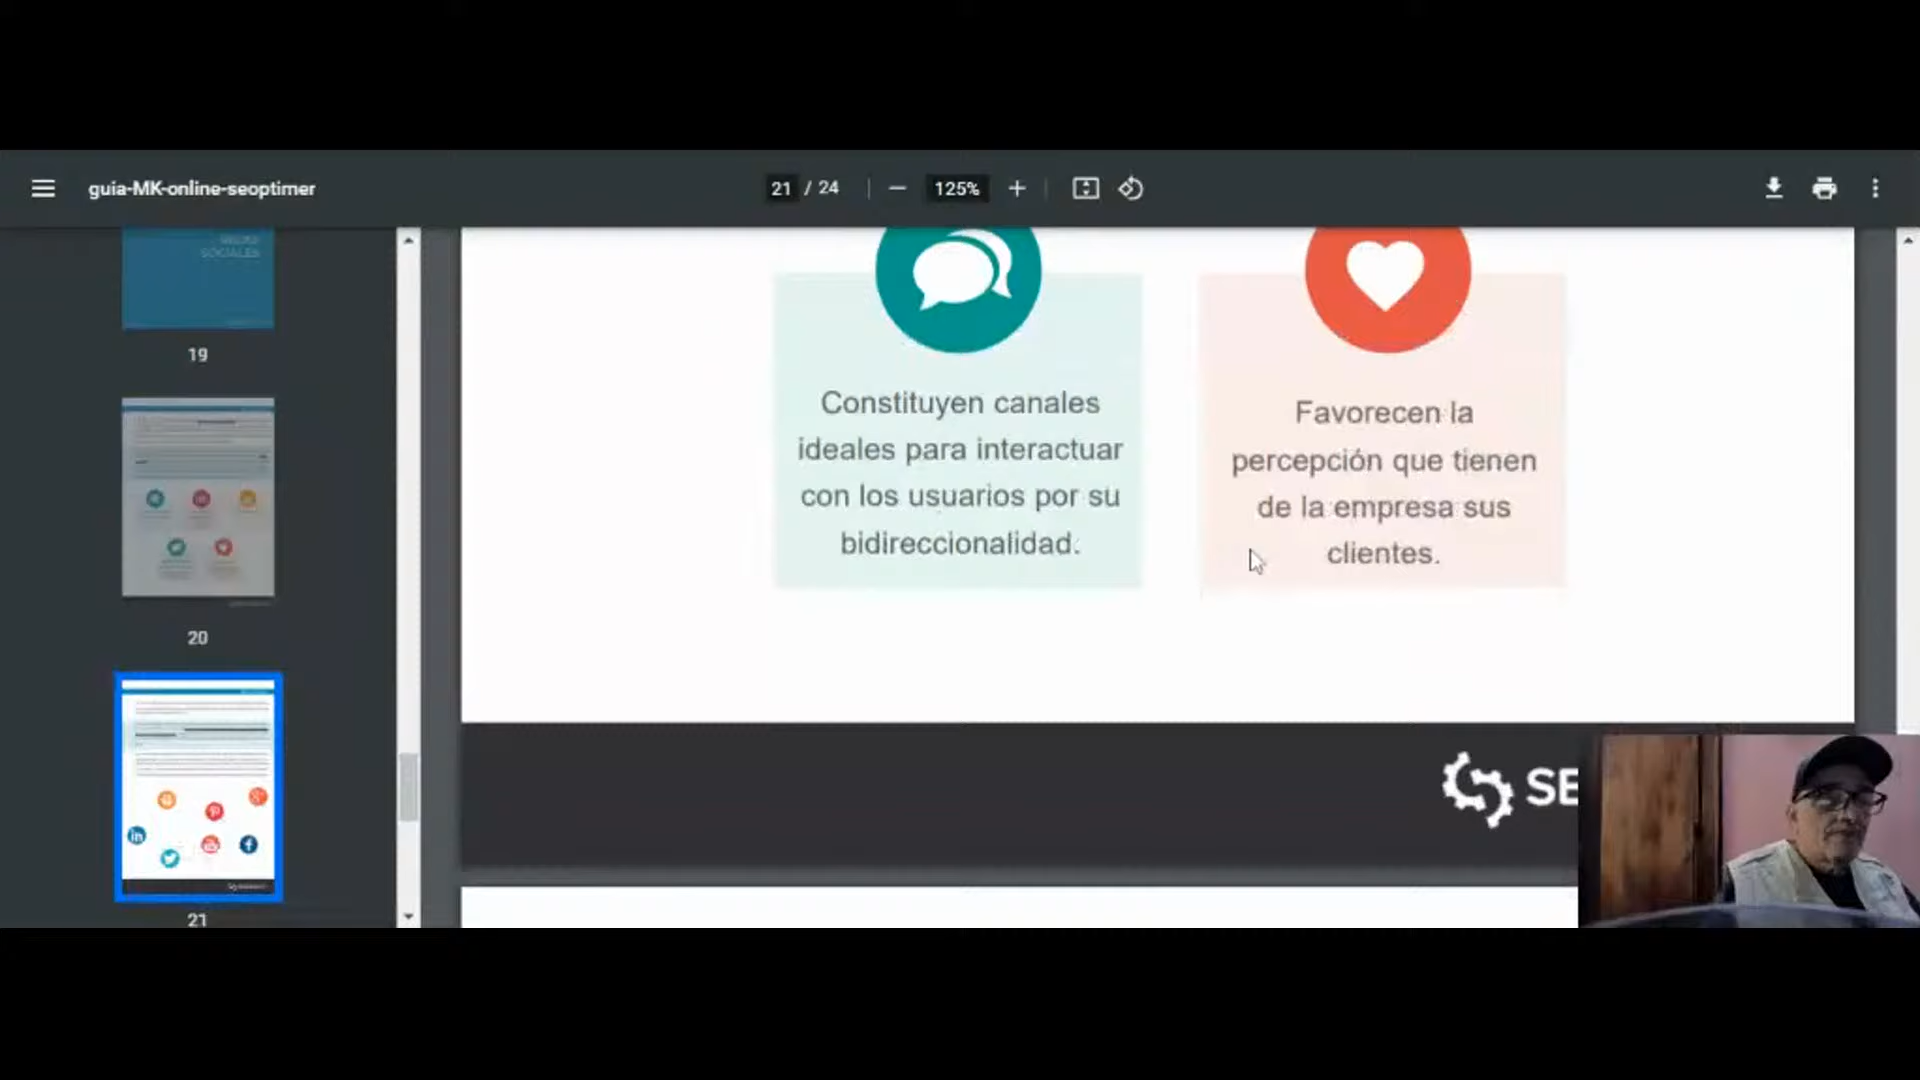 guia-MK-online-seoptimer
21 / 24
125%
SOCIALES
19
20
21
Constituyen canales
ideales para interactuar
con los usuarios por su
bidireccionalidad.
Favorecen la
percepción que tienen
de la empresa sus
clientes.
SE